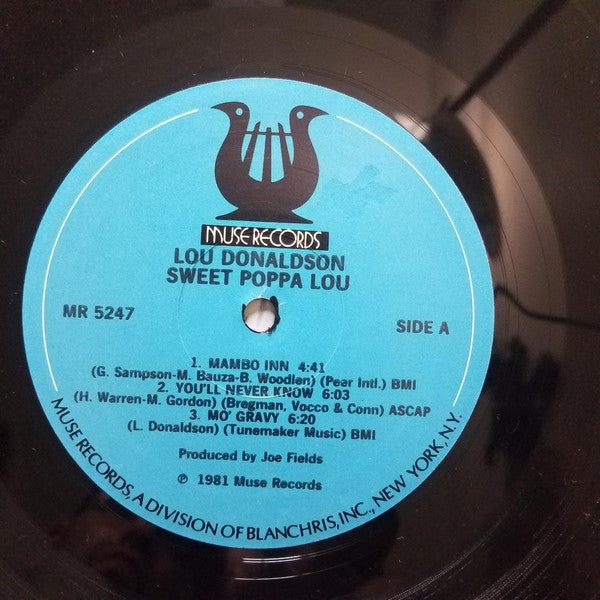 MUSE RECORDS
LOU DONALDSON
SWEET POPPA LOU
MR 5247
SIDE A
1. MAMBO INN 4:41
(G. Sampson-M. Bauza-B. Woodlen) (Pear Intl.) BMI
2. YOU'LL NEVER KNOW 6:03
(H. Warren-M. Gordon) (Bregman, Vocco & Conn) ASCAP
3. MO' GRAVY 6:20
(L. Donaldson) (Tunemaker Music) BMI
Produced by Joe Fields
℗ 1981 Muse Records
MUSE RECORDS, A DIVISION OF BLANCHRIS, INC., NEW YORK, N.Y.